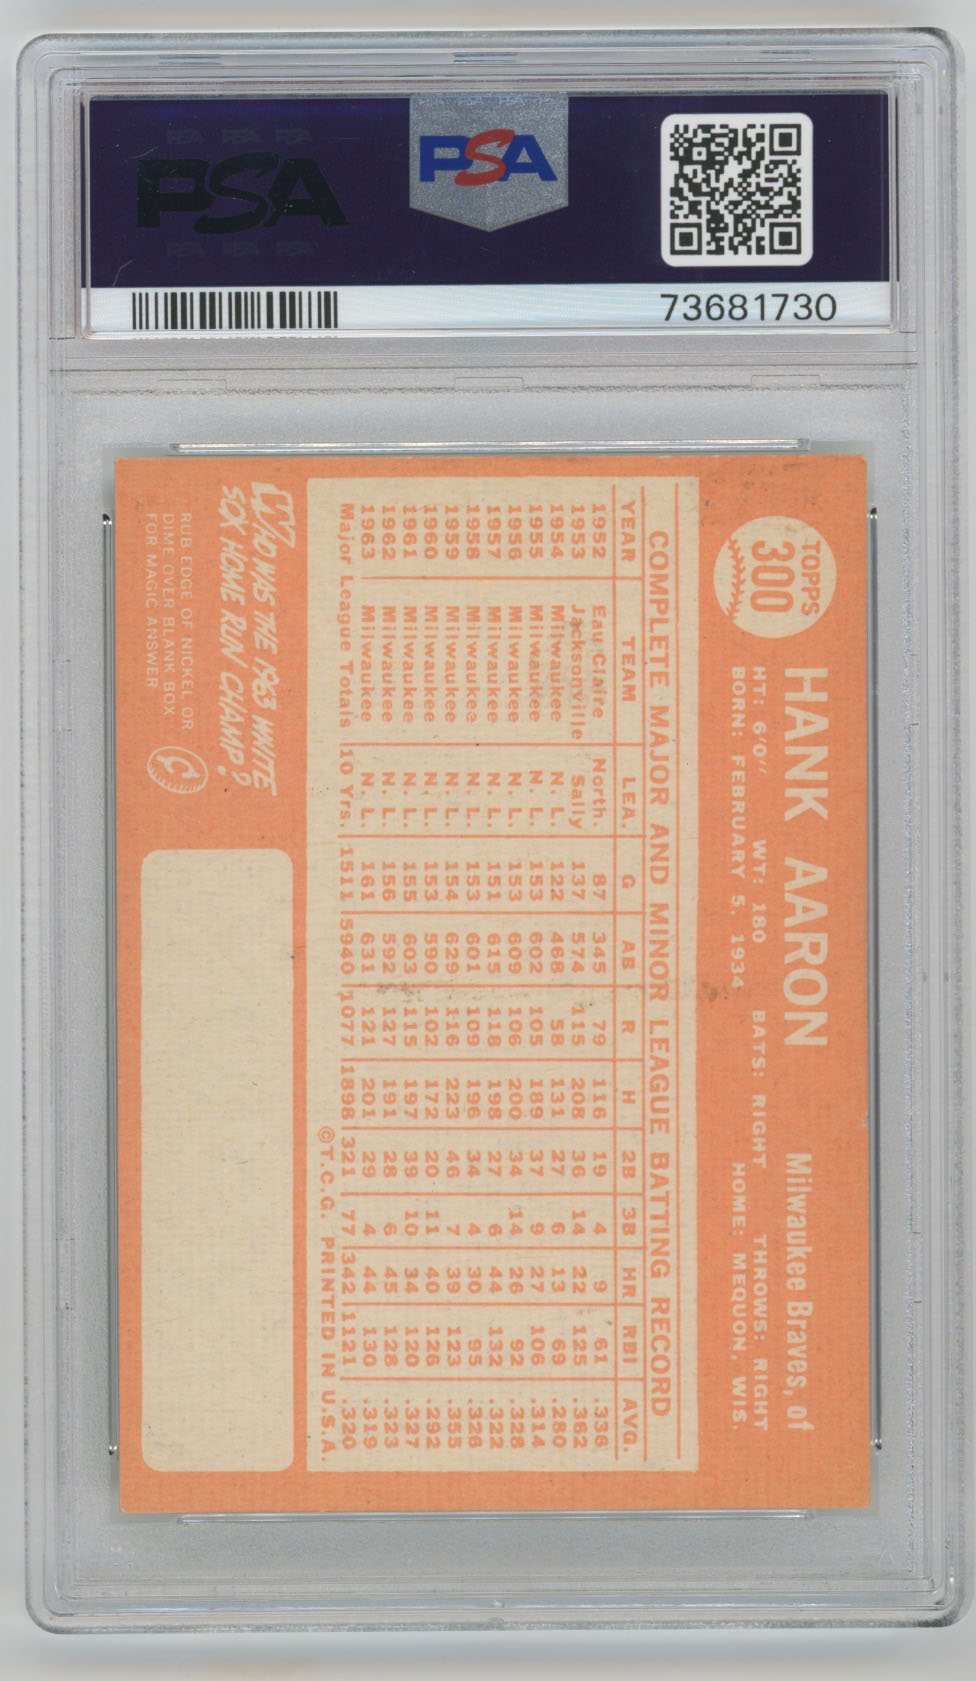 PSA PSA PSA
PSA
PSA PSA PSA
PSA
73681730
TOPPS
300
HANK AARON
Milwaukee Braves, of
HT: 6'0" WT: 180 BATS: RIGHT THROWS: RIGHT
BORN: FEBRUARY 5, 1934 HOME: MEQUON, WIS.
COMPLETE MAJOR AND MINOR LEAGUE BATTING RECORD
YEAR TEAM LEA. G AB R H 2B 3B HR RBI AVG.
1952 Eau Claire North. 87 345 79 116 19 4 9 61 .336
1953 Jacksonville Sally 137 574 115 208 36 14 22 125 .362
1954 Milwaukee N. L. 122 468 58 131 27 6 13 69 .280
1955 Milwaukee N. L. 153 602 105 189 37 9 27 106 .314
1956 Milwaukee N. L. 153 609 106 200 34 14 26 92 .328
1957 Milwaukee N. L. 151 615 118 198 27 6 44 132 .322
1958 Milwaukee N. L. 153 601 109 196 34 4 30 95 .326
1959 Milwaukee N. L. 154 629 116 223 46 7 39 123 .355
1960 Milwaukee N. L. 153 590 102 172 20 11 40 126 .292
1961 Milwaukee N. L. 155 603 115 197 39 10 34 120 .327
1962 Milwaukee N. L. 156 592 127 191 28 6 45 128 .323
1963 Milwaukee N. L. 161 631 121 201 29 4 44 130 .319
Major League Totals 10 Yrs. 1511 5940 1077 1898 321 77 342 1121 .320
©T.C.G. PRINTED IN U.S.A.
WHO WAS THE 1963 WHITE
SOX HOME RUN CHAMP?
RUB EDGE OF NICKEL OR
DIME OVER BLANK BOX
FOR MAGIC ANSWER